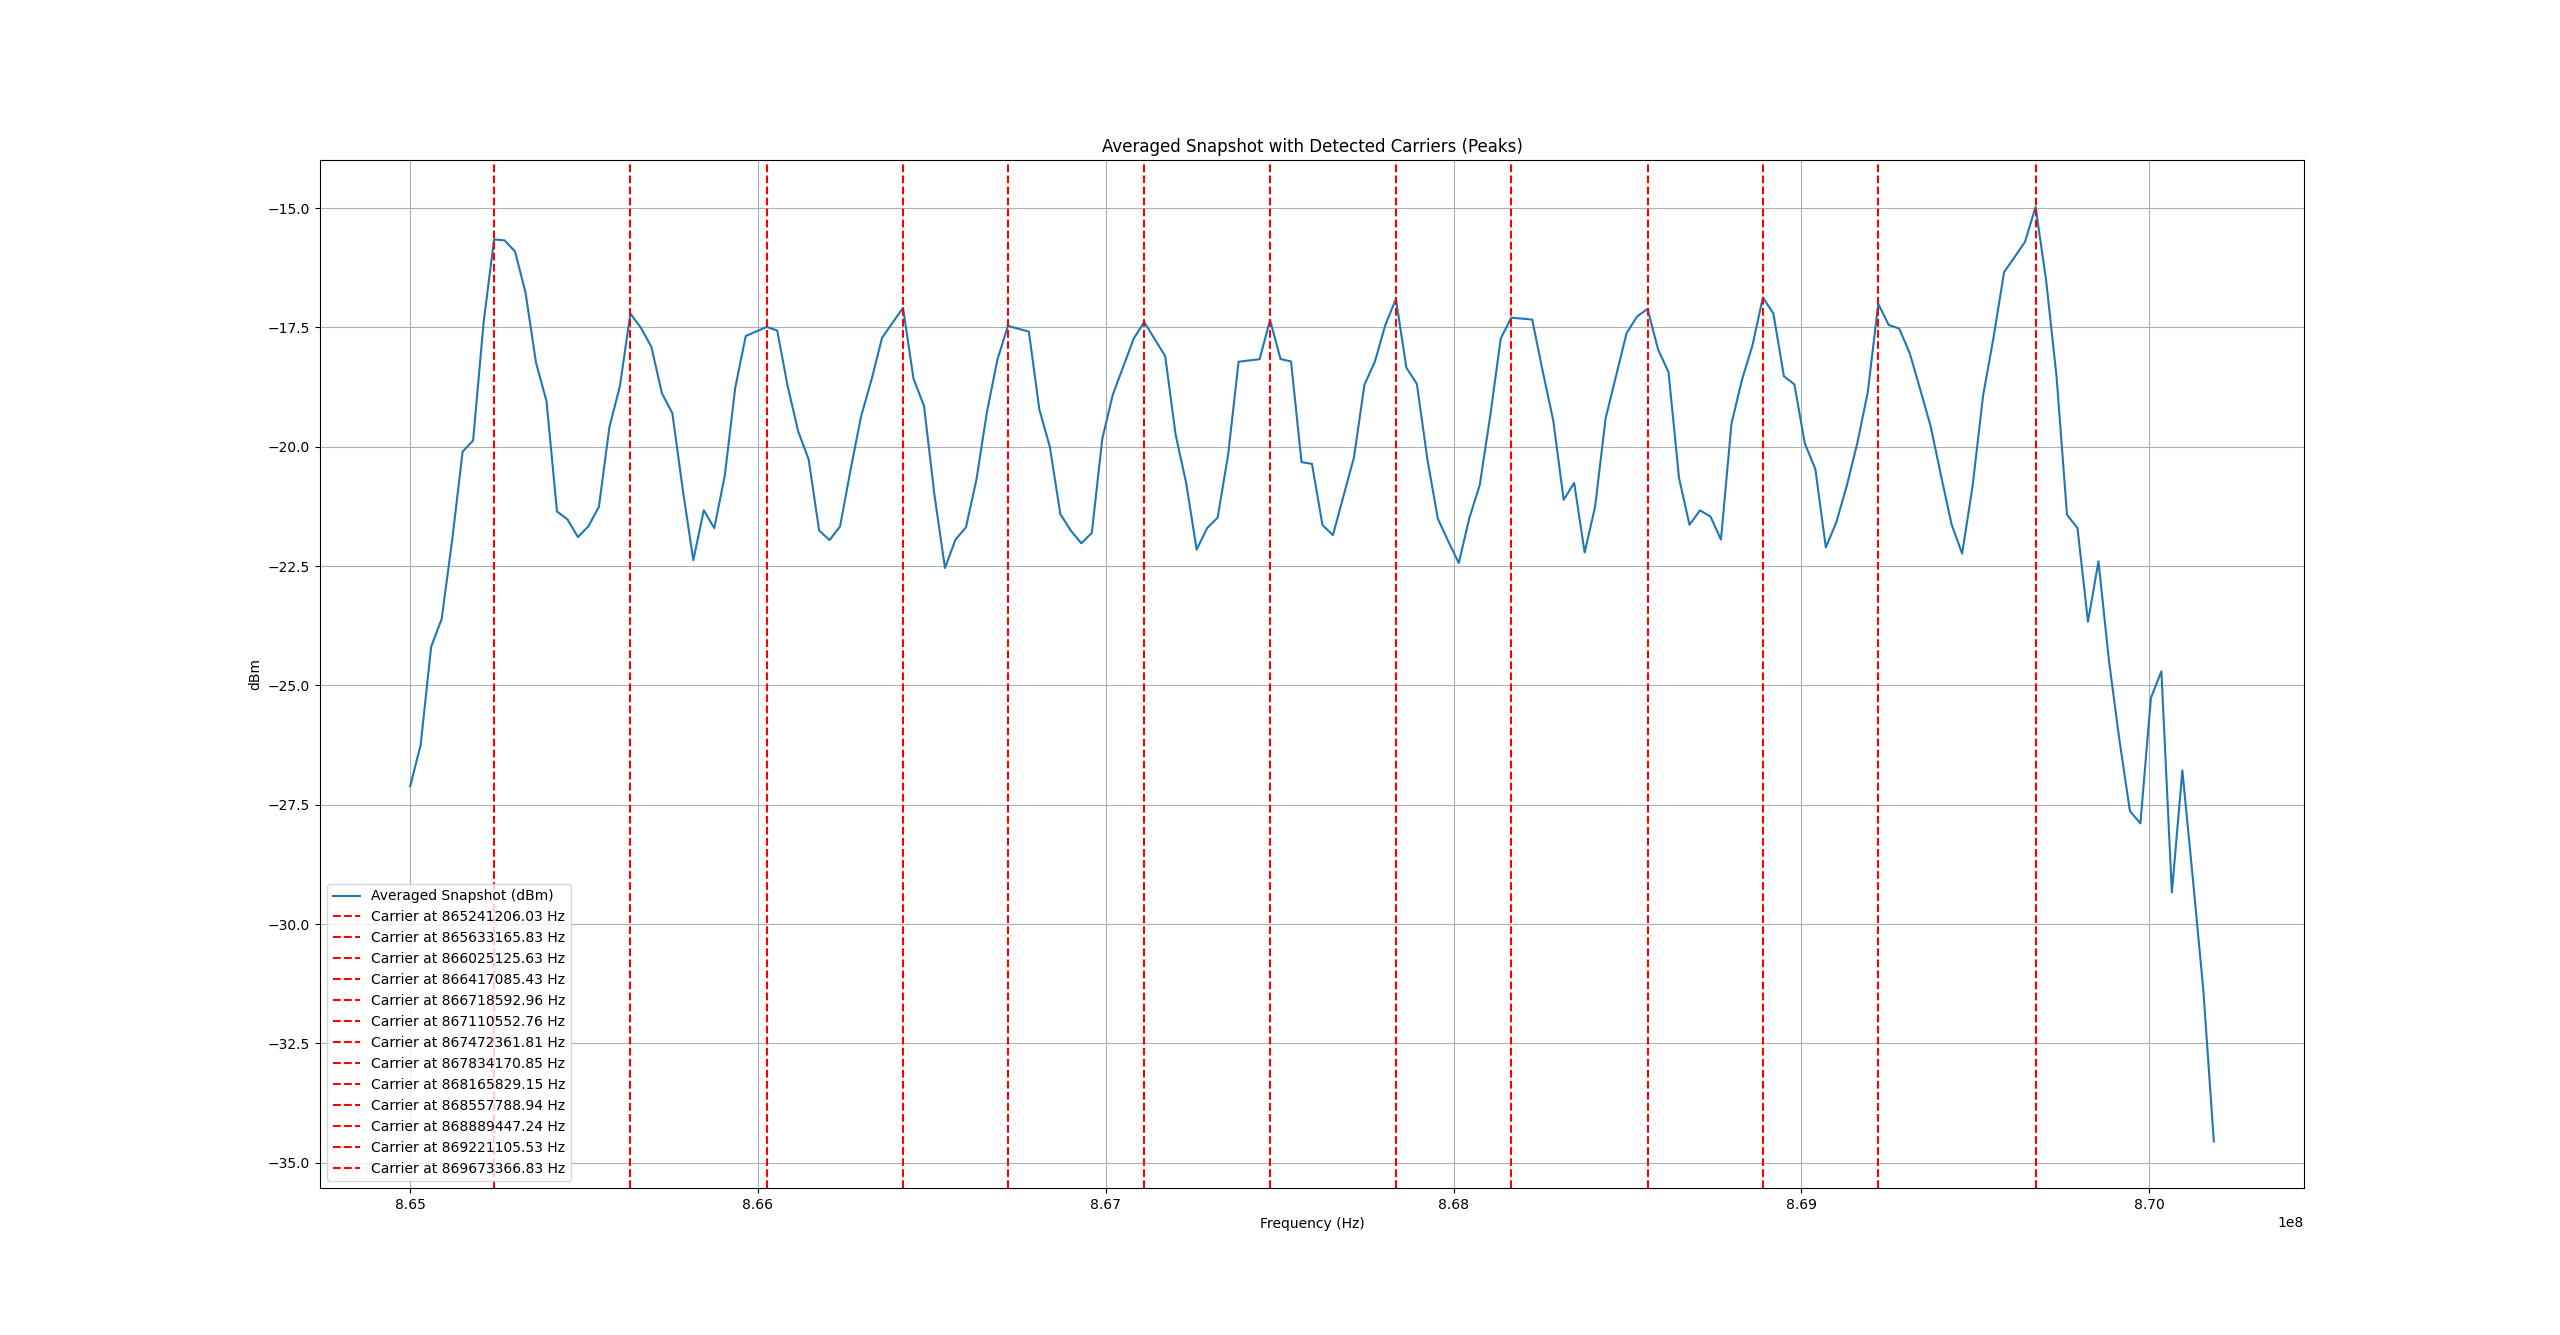 Averaged Snapshot with Detected Carriers (Peaks)
−15.0
−17.5
−20.0
−22.5
−25.0
−27.5
−30.0
−32.5
−35.0
dBm
Averaged Snapshot (dBm)
Carrier at 865241206.03 Hz
Carrier at 865633165.83 Hz
Carrier at 866025125.63 Hz
Carrier at 866417085.43 Hz
Carrier at 866718592.96 Hz
Carrier at 867110552.76 Hz
Carrier at 867472361.81 Hz
Carrier at 867834170.85 Hz
Carrier at 868165829.15 Hz
Carrier at 868557788.94 Hz
Carrier at 868889447.24 Hz
Carrier at 869221105.53 Hz
Carrier at 869673366.83 Hz
8.65 8.66 8.67 8.68 8.69 8.70
Frequency (Hz)
1e8